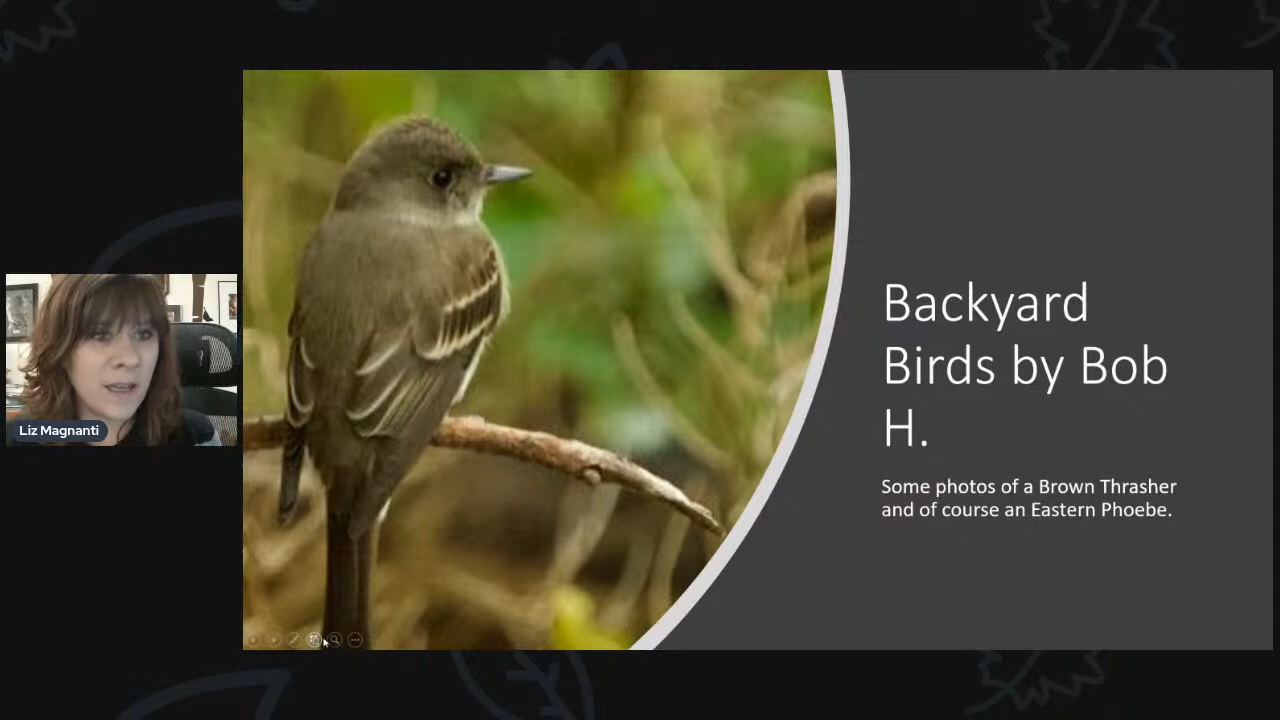 Liz Magnanti
Backyard
Birds by Bob
H.
Some photos of a Brown Thrasher
and of course an Eastern Phoebe.